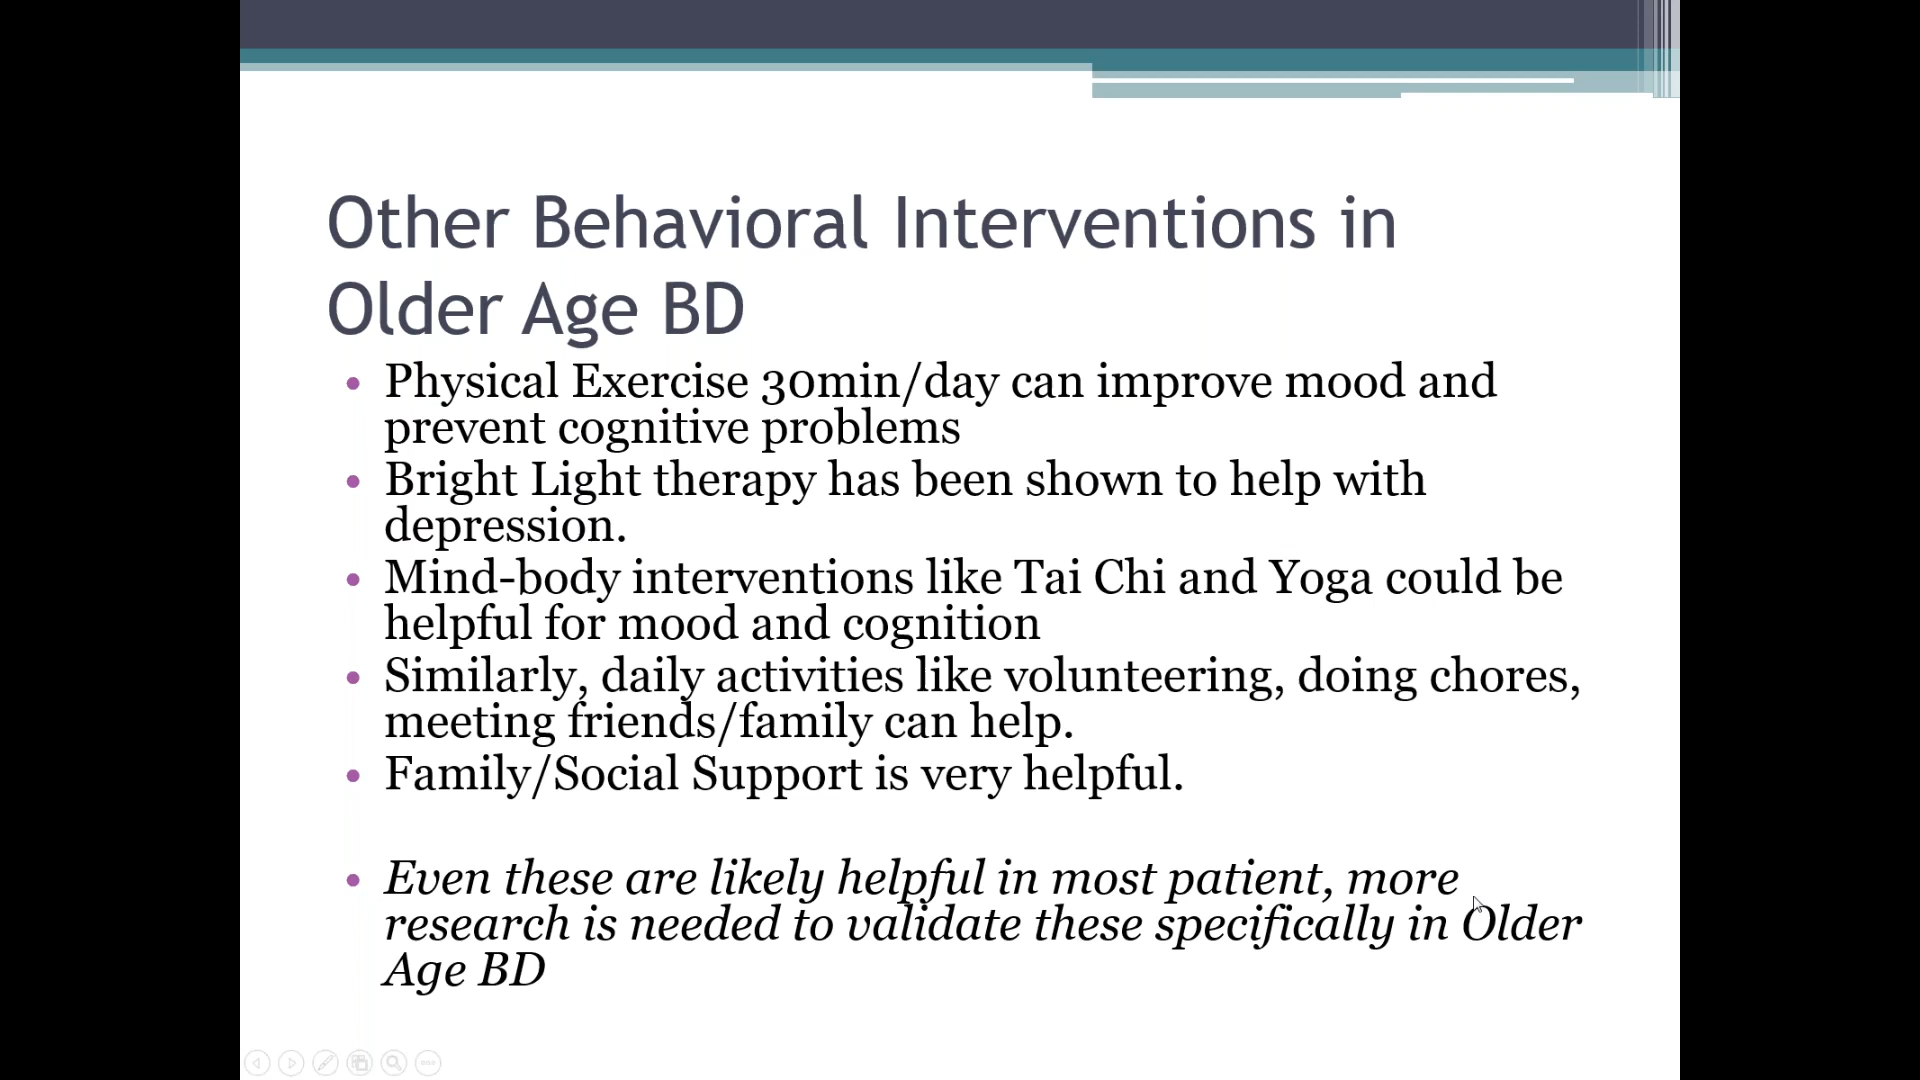 Other Behavioral Interventions in
Older Age BD
• Physical Exercise 30min/day can improve mood and
prevent cognitive problems
• Bright Light therapy has been shown to help with
depression.
• Mind-body interventions like Tai Chi and Yoga could be
helpful for mood and cognition
• Similarly, daily activities like volunteering, doing chores,
meeting friends/family can help.
• Family/Social Support is very helpful.
• Even these are likely helpful in most patient, more
research is needed to validate these specifically in Older
Age BD